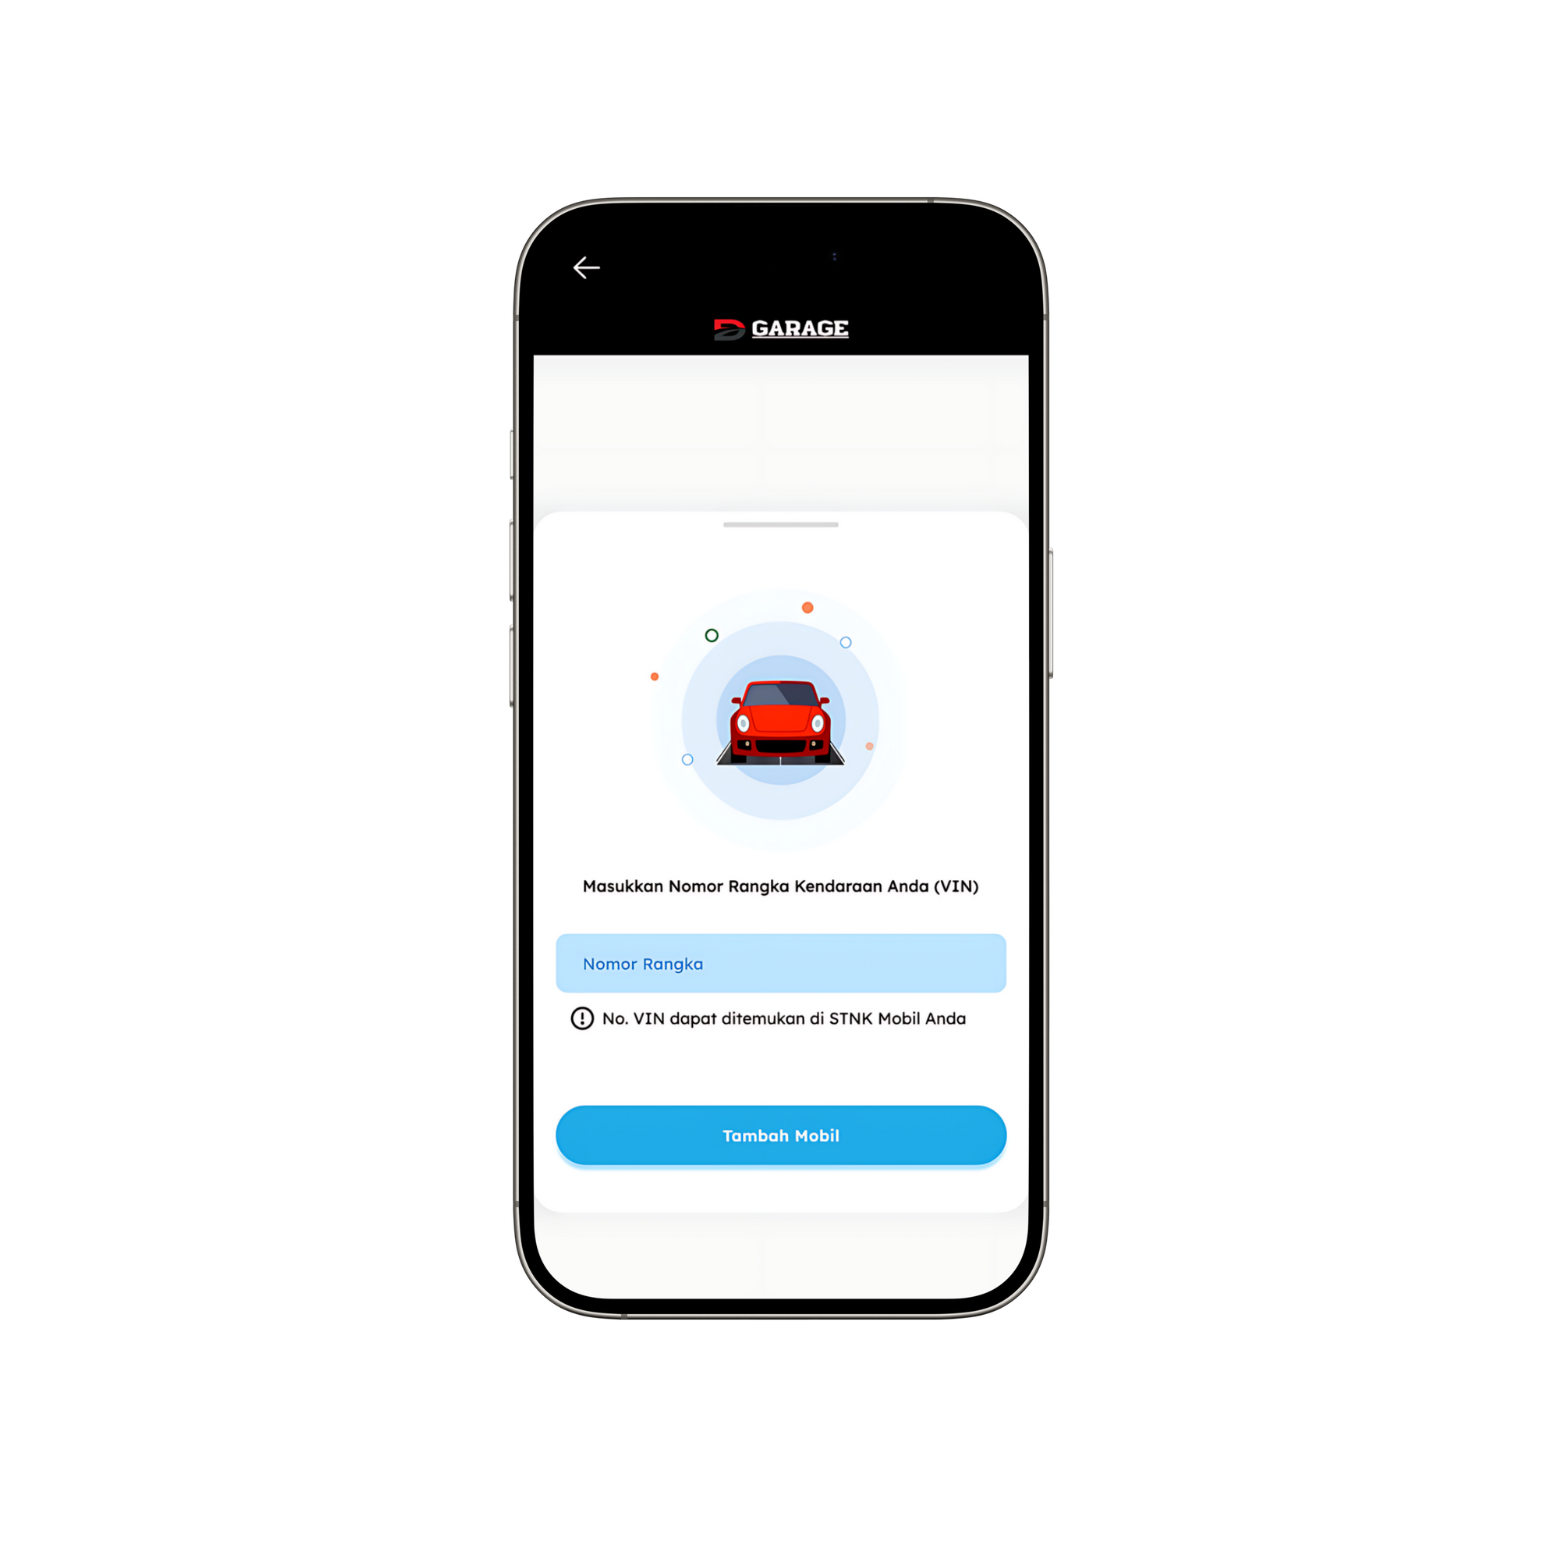 GARAGE
Masukkan Nomor Rangka Kendaraan Anda (VIN)
Nomor Rangka
No. VIN dapat ditemukan di STNK Mobil Anda
Tambah Mobil